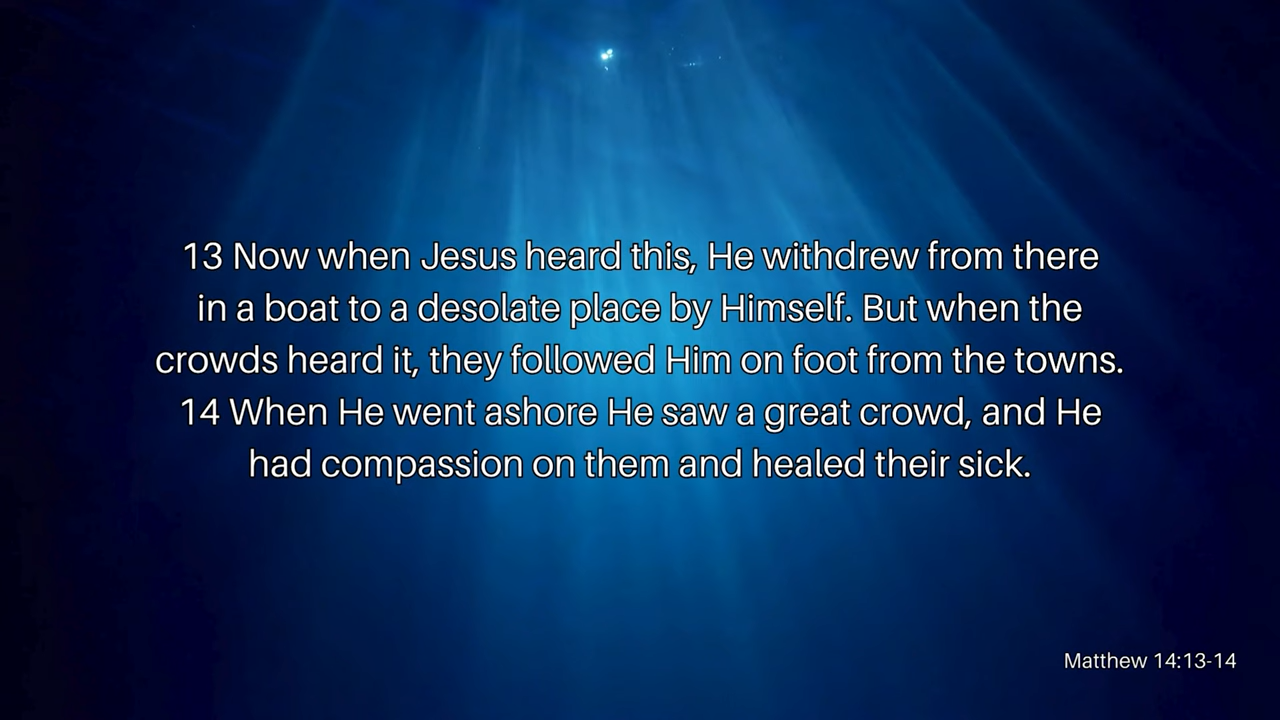 13 Now when Jesus heard this, He withdrew from there
in a boat to a desolate place by Himself. But when the
crowds heard it, they followed Him on foot from the towns.
14 When He went ashore He saw a great crowd, and He
had compassion on them and healed their sick.
Matthew 14:13-14